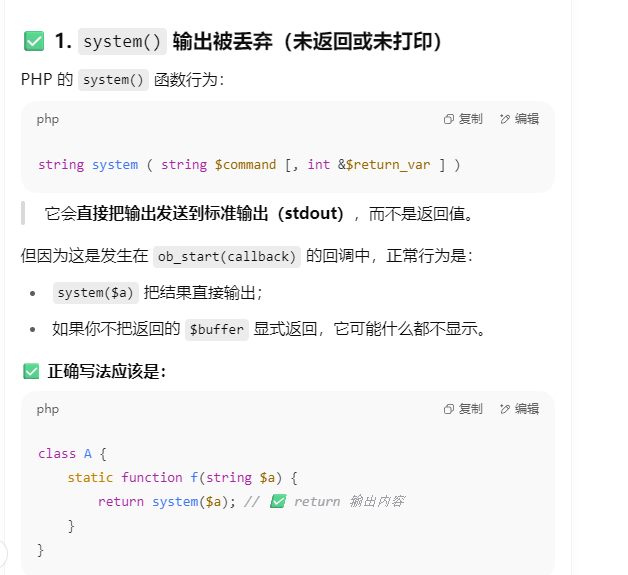 ✅ 1. system() 输出被丢弃（未返回或未打印）
PHP 的 system() 函数行为：
php 复制 编辑
string system ( string $command [, int &$return_var ] )
它会直接把输出发送到标准输出（stdout），而不是返回值。
但因为这是发生在 ob_start(callback) 的回调中，正常行为是：
• system($a) 把结果直接输出；
• 如果你不把返回的 $buffer 显式返回，它可能什么都不显示。
✅ 正确写法应该是：
php 复制 编辑
class A {
    static function f(string $a) {
        return system($a); // ✅ return 输出内容
    }
}